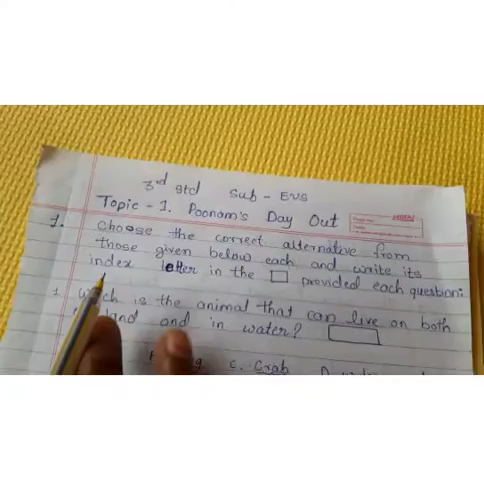 3rd Std Sub - EVS
Topic - 1. Poonam's Day Out
1. Choose the correct alternative from
those given below each and write its
index letter in the □ provided each question:
1. Which is the animal that can live on both
land and in water?
C. Crab D.